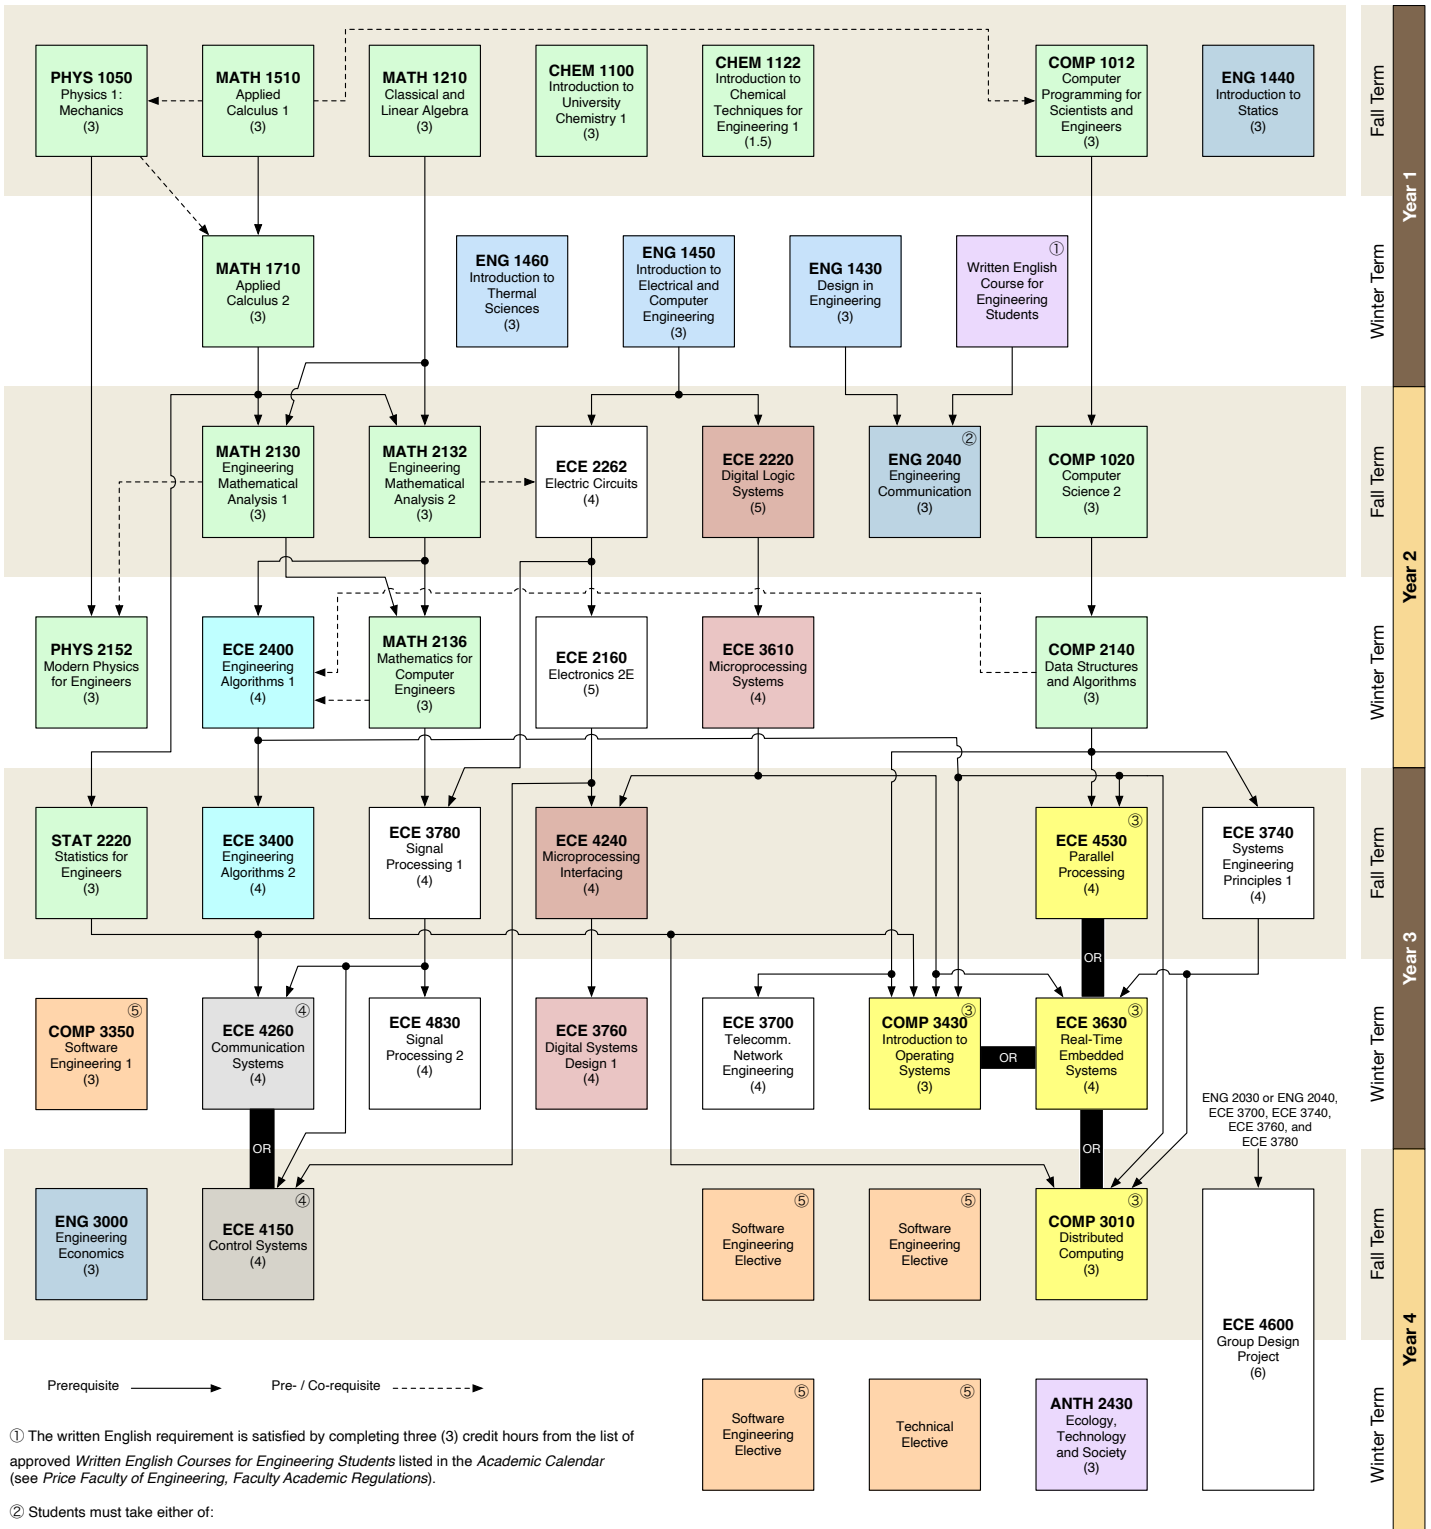 PHYS 1050
Physics 1:
Mechanics
(3)
MATH 1510
Applied
Calculus 1
(3)
MATH 1210
Classical and
Linear Algebra
(3)
CHEM 1100
Introduction to
University
Chemistry 1
(3)
CHEM 1122
Introduction to
Chemical
Techniques for
Engineering 1
(1.5)
COMP 1012
Computer
Programming for
Scientists and
Engineers
(3)
ENG 1440
Introduction to
Statics
(3)
Fall Term
Year 1
MATH 1710
Applied
Calculus 2
(3)
ENG 1460
Introduction to
Thermal
Sciences
(3)
ENG 1450
Introduction to
Electrical and
Computer
Engineering
(3)
ENG 1430
Design in
Engineering
(3)
①
Written English
Course for
Engineering
Students
Winter Term
MATH 2130
Engineering
Mathematical
Analysis 1
(3)
MATH 2132
Engineering
Mathematical
Analysis 2
(3)
ECE 2262
Electric Circuits
(4)
ECE 2220
Digital Logic
Systems
(5)
②
ENG 2040
Engineering
Communication
(3)
COMP 1020
Computer
Science 2
(3)
Fall Term
Year 2
PHYS 2152
Modern Physics
for Engineers
(3)
ECE 2400
Engineering
Algorithms 1
(4)
MATH 2136
Mathematics for
Computer
Engineers
(3)
ECE 2160
Electronics 2E
(5)
ECE 3610
Microprocessing
Systems
(4)
COMP 2140
Data Structures
and Algorithms
(3)
Winter Term
STAT 2220
Statistics for
Engineers
(3)
ECE 3400
Engineering
Algorithms 2
(4)
ECE 3780
Signal
Processing 1
(4)
ECE 4240
Microprocessing
Interfacing
(4)
③
ECE 4530
Parallel
Processing
(4)
ECE 3740
Systems
Engineering
Principles 1
(4)
Fall Term
Year 3
OR
⑤
COMP 3350
Software
Engineering 1
(3)
④
ECE 4260
Communication
Systems
(4)
ECE 4830
Signal
Processing 2
(4)
ECE 3760
Digital Systems
Design 1
(4)
ECE 3700
Telecomm.
Network
Engineering
(4)
③
COMP 3430
Introduction to
Operating
Systems
(3)
OR
③
ECE 3630
Real-Time
Embedded
Systems
(4)
Winter Term
ENG 2030 or ENG 2040,
ECE 3700, ECE 3740,
ECE 3760, and
ECE 3780
OR
OR
ENG 3000
Engineering
Economics
(3)
④
ECE 4150
Control Systems
(4)
⑤
Software
Engineering
Elective
⑤
Software
Engineering
Elective
③
COMP 3010
Distributed
Computing
(3)
ECE 4600
Group Design
Project
(6)
Fall Term
Year 4
Prerequisite
Pre- / Co-requisite
⑤
Software
Engineering
Elective
⑤
Technical
Elective
ANTH 2430
Ecology,
Technology
and Society
(3)
Winter Term
① The written English requirement is satisfied by completing three (3) credit hours from the list of
approved Written English Courses for Engineering Students listed in the Academic Calendar
(see Price Faculty of Engineering, Faculty Academic Regulations).
② Students must take either of: